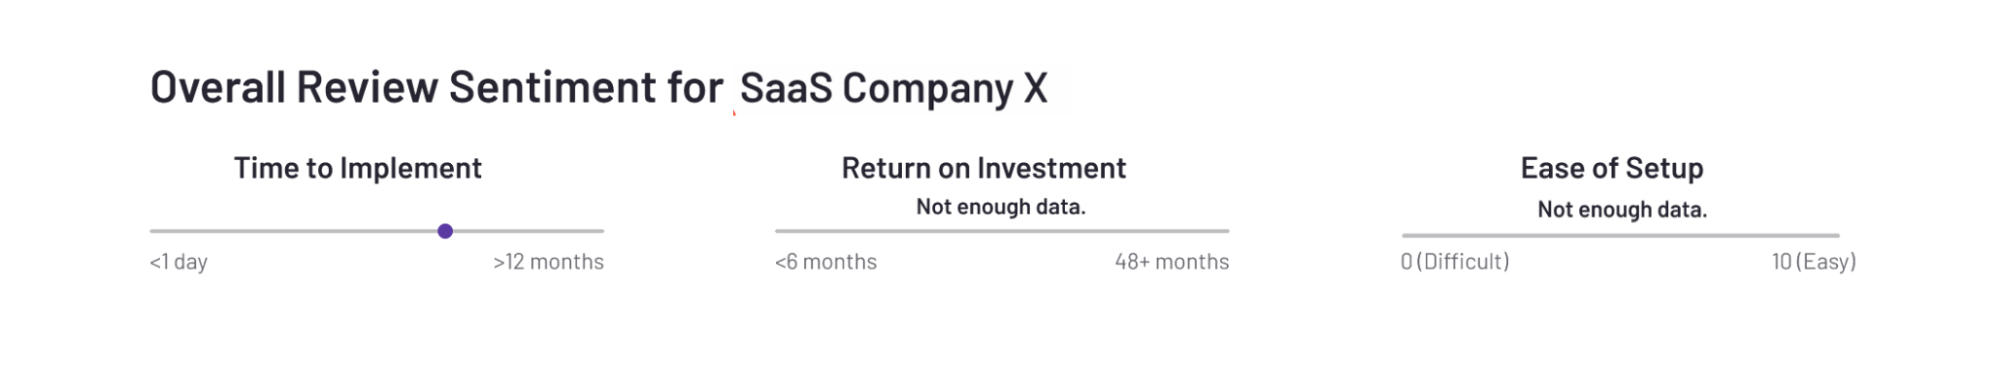 Overall Review Sentiment for SaaS Company X
Time to Implement
<1 day
>12 months
Return on Investment
Not enough data.
<6 months
48+ months
Ease of Setup
Not enough data.
0 (Difficult)
10 (Easy)